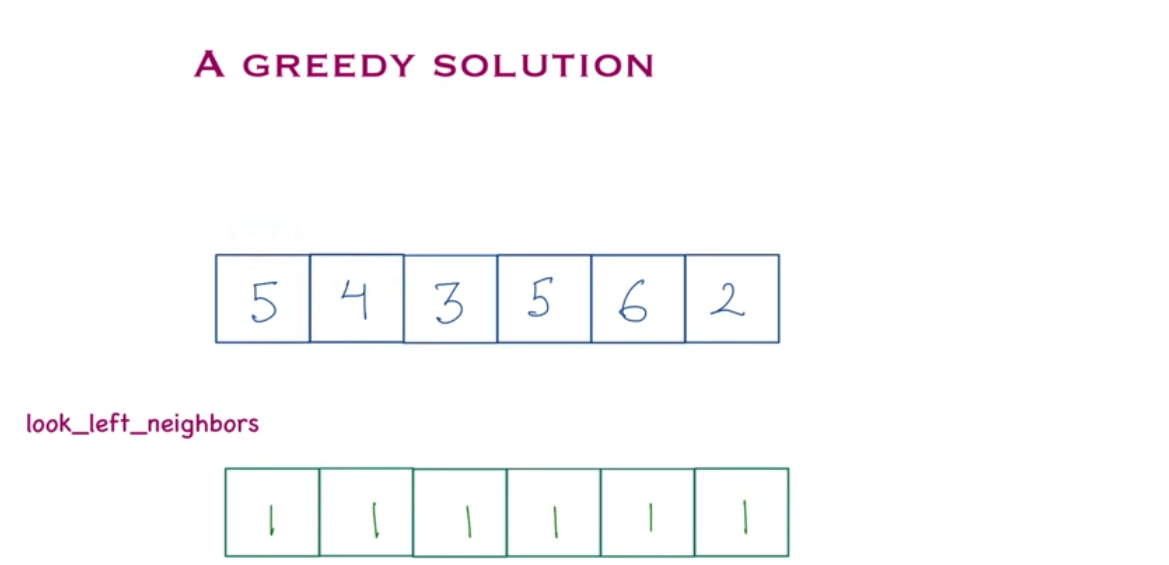 A GREEDY SOLUTION
5 4 3 5 6 2
look_left_neighbors
1 1 1 1 1 1